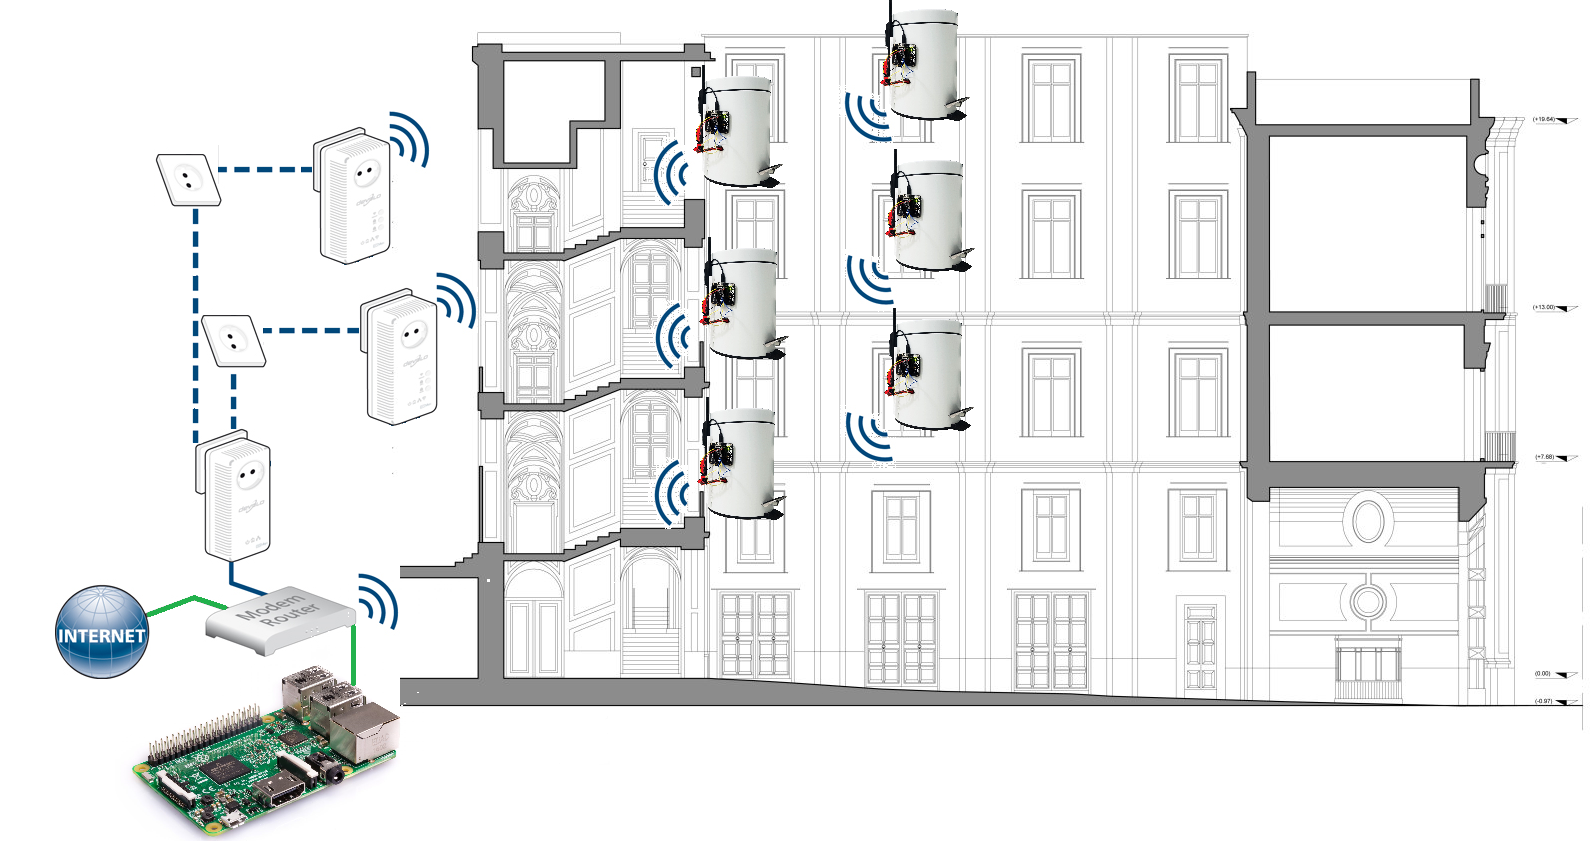 (+19.64)
(+13.00)
(+7.68)
INTERNET
Modem
Router
(0.00)
(-0.97)